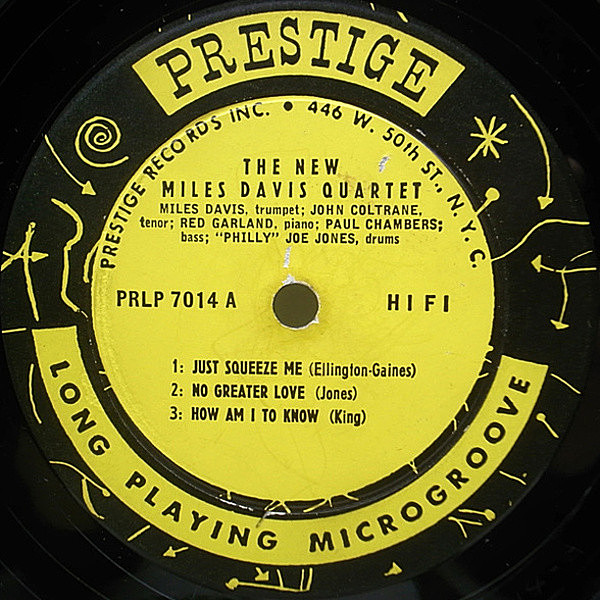 PRESTIGE
PRESTIGE RECORDS INC. • 446 W. 50th ST., N.Y.C.
THE NEW
MILES DAVIS QUARTET
MILES DAVIS, trumpet; JOHN COLTRANE,
tenor; RED GARLAND, piano; PAUL CHAMBERS;
bass; "PHILLY" JOE JONES, drums
PRLP 7014 A
HI FI
1: JUST SQUEEZE ME (Ellington-Gaines)
2: NO GREATER LOVE (Jones)
3: HOW AM I TO KNOW (King)
LONG PLAYING MICROGROOVE